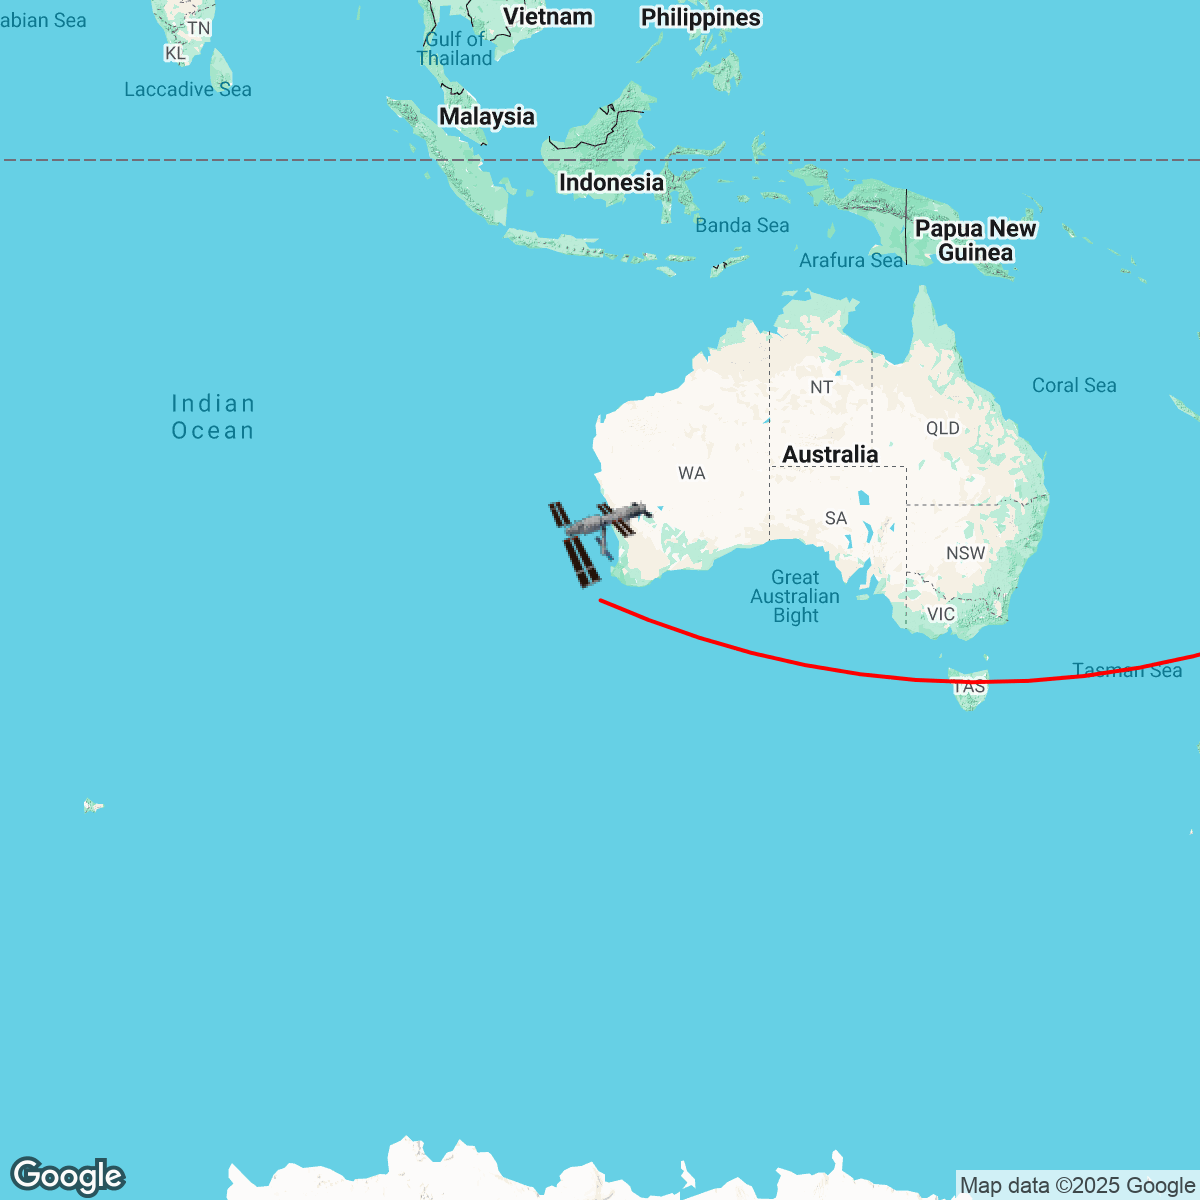 Vietnam
Philippines
abian Sea
TN
KL
Gulf of
Thailand
Laccadive Sea
Malaysia
Indonesia
Banda Sea
Papua New
Guinea
Arafura Sea
NT
Coral Sea
Indian
Ocean
QLD
Australia
WA
SA
NSW
Great
Australian
Bight
VIC
Tasman Sea
TAS
Google
Map data ©2025 Google